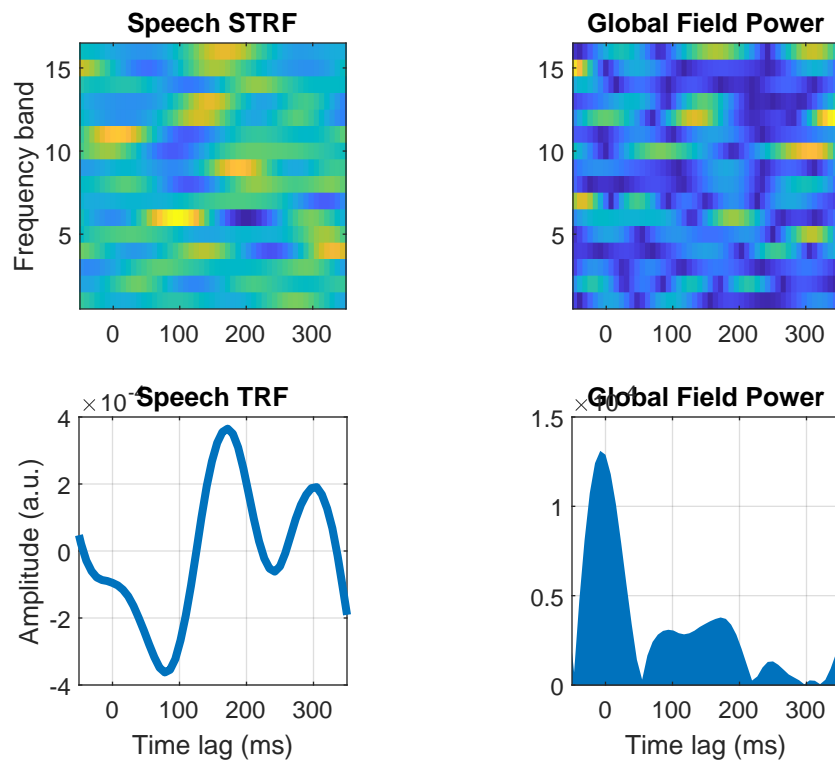 Speech STRF
Global Field Power
Frequency band
15
10
5
0 100 200 300
15
10
5
0 100 200 300
× 10-4
Speech TRF
Global Field Power
Amplitude (a.u.)
4
2
0
-2
-4
0 100 200 300
Time lag (ms)
1.5
1
0.5
0
0 100 200 300
Time lag (ms)